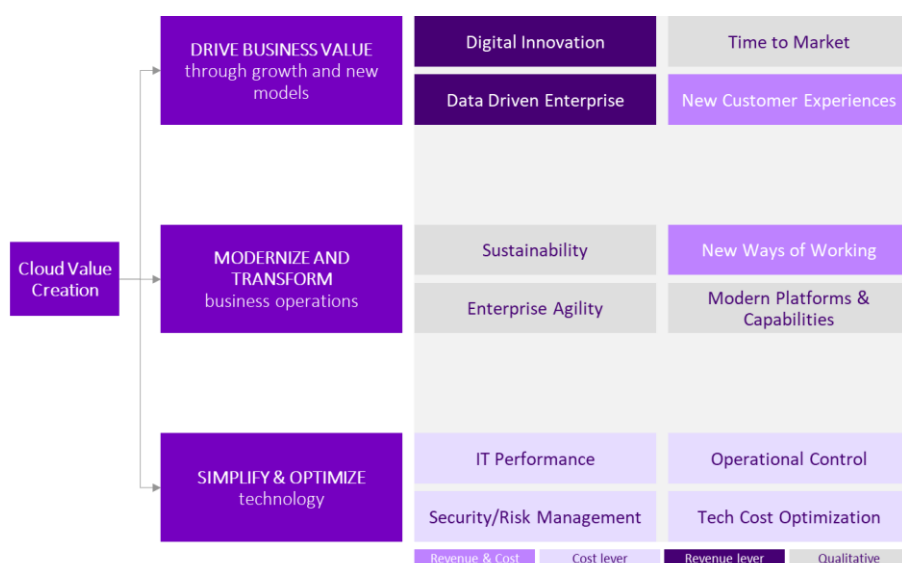 DRIVE BUSINESS VALUE
through growth and new
models
Digital Innovation
Time to Market
Data Driven Enterprise
New Customer Experiences
Cloud Value
Creation
MODERNIZE AND
TRANSFORM
business operations
Sustainability
New Ways of Working
Enterprise Agility
Modern Platforms &
Capabilities
SIMPLIFY & OPTIMIZE
technology
IT Performance
Operational Control
Security/Risk Management
Tech Cost Optimization
Revenue & Cost
Cost lever
Revenue lever
Qualitative